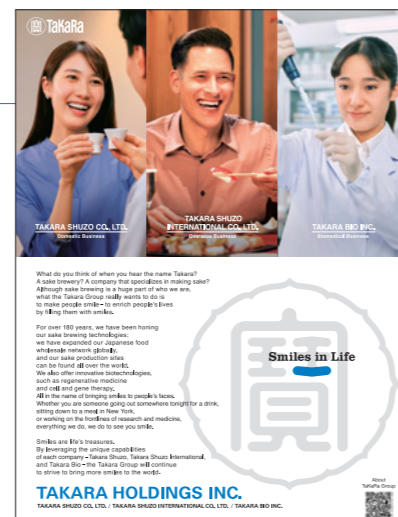 TaKaRa
TAKARA SHUZO CO., LTD.
Domestic Business
TAKARA SHUZO
INTERNATIONAL CO., LTD.
Overseas Business
TAKARA BIO INC.
Biomedical Business
What do you think of when you hear the name Takara?
A sake brewery? A company that specializes in making sake?
Although sake brewing is a huge part of who we are,
what the Takara Group really wants to do is
to make people smile – to enrich people's lives
by filling them with smiles.
For over 180 years, we have been honing
our sake brewing technologies;
we have expanded our Japanese food
wholesale network globally,
and our sake production sites
can be found all over the world.
We also offer innovative biotechnologies,
such as regenerative medicine
and cell and gene therapy.
All in the name of bringing smiles to people's faces.
Whether you are someone going out somewhere tonight for a drink,
sitting down to a meal in New York,
or working on the frontlines of research and medicine,
everything we do, we do to see you smile.
Smiles are life's treasures.
By leveraging the unique capabilities
of each company –Takara Shuzo, Takara Shuzo International,
and Takara Bio – the Takara Group will continue
to strive to bring more smiles to the world.
寶
Smiles in Life
TAKARA HOLDINGS INC.
TAKARA SHUZO CO., LTD. / TAKARA SHUZO INTERNATIONAL CO., LTD. / TAKARA BIO INC.
About
TaKaRa Group